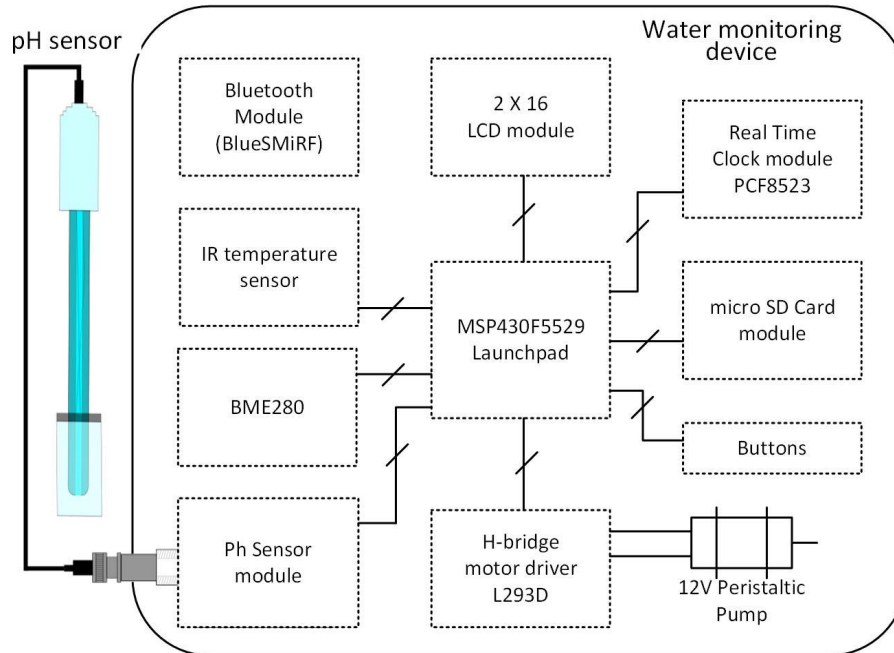 pH sensor
Water monitoring
device
Bluetooth
Module
(BlueSMiRF)
2 X 16
LCD module
Real Time
Clock module
PCF8523
IR temperature
sensor
MSP430F5529
Launchpad
micro SD Card
module
BME280
Buttons
Ph Sensor
module
H-bridge
motor driver
L293D
12V Peristaltic
Pump